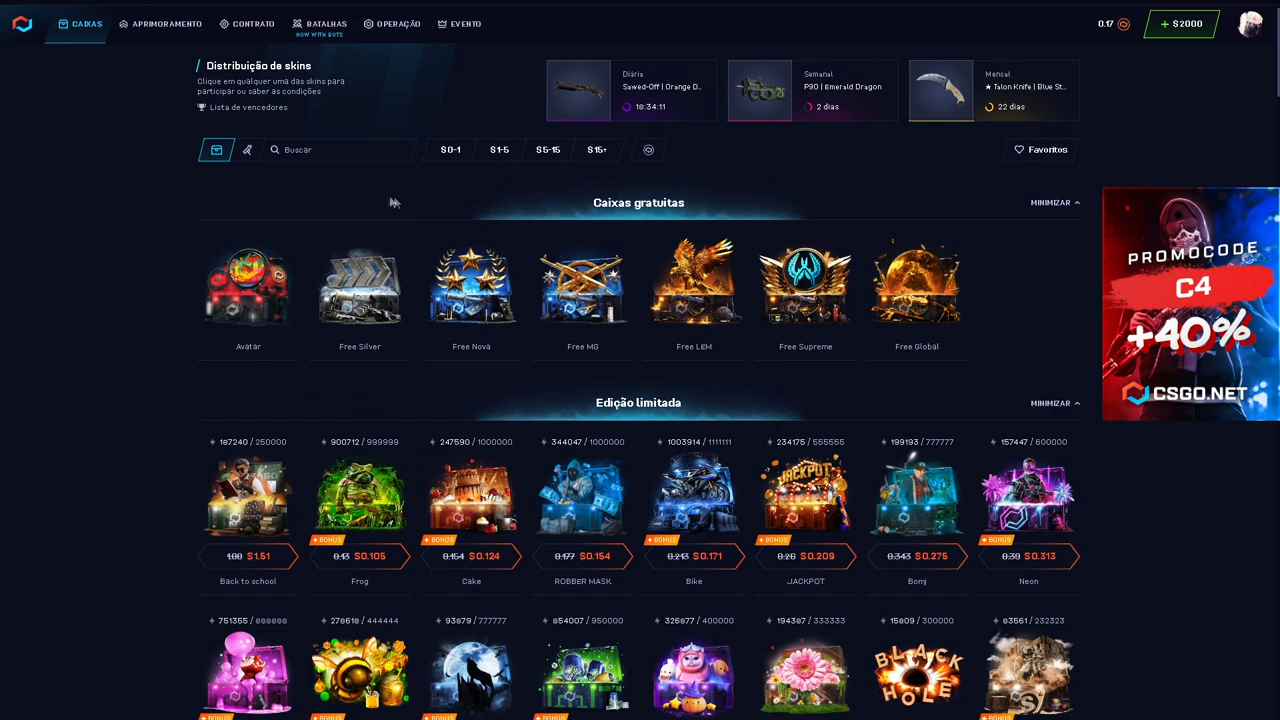 CAIXAS
APRIMORAMENTO
CONTRATO
BATALHAS
NOW WITH BOTS
OPERAÇÃO
EVENTO
0.17
+ $2000
Distribuição de skins
Clique em qualquer uma das skins para
participar ou saber as condições
Lista de vencedores
Diária
Sawed-Off | Orange D...
18:34:11
Semanal
P90 | Emerald Dragon
2 dias
Mensal
★ Talon Knife | Blue St...
22 dias
Buscar
$0-1
$1-5
$5-15
$15+
Favoritos
Caixas gratuitas
MINIMIZAR
Avatar
Free Silver
Free Nova
Free MG
Free LEM
Free Supreme
Free Global
PROMOCODE
C4
+40%
CSGO.NET
Edição limitada
MINIMIZAR
187240 / 250000
900712 / 999999
247590 / 1000000
344047 / 1000000
1003914 / 1111111
234175 / 555555
199193 / 777777
157447 / 600000
JACKPOT
+ BONUS
+ BONUS
+ BONUS
+ BONUS
+ BONUS
$1.51
0.13 $0.105
0.154 $0.124
0.177 $0.154
0.213 $0.171
0.26 $0.209
0.343 $0.275
0.39 $0.313
Back to school
Frog
Cake
ROBBER MASK
Bike
JACKPOT
Bomj
Neon
751355 / 888888
278618 / 444444
93879 / 777777
854007 / 950000
326877 / 400000
194387 / 333333
15809 / 300000
83561 / 232323
BLACK
HOLE
+ BONUS
+ BONUS
+ BONUS